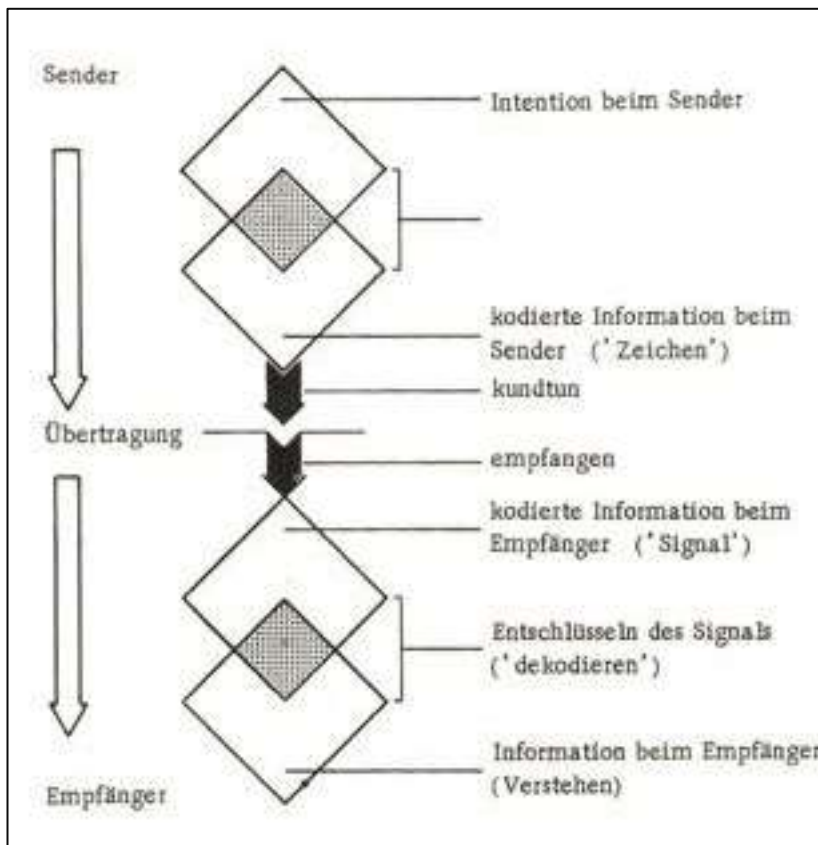 Sender
Intention beim Sender
kodierte Information beim
Sender ('Zeichen')
kundtun
Übertragung
empfangen
kodierte Information beim
Empfänger ('Signal')
Entschlüsseln des Signals
('dekodieren')
Information beim Empfänger
(Verstehen)
Empfänger